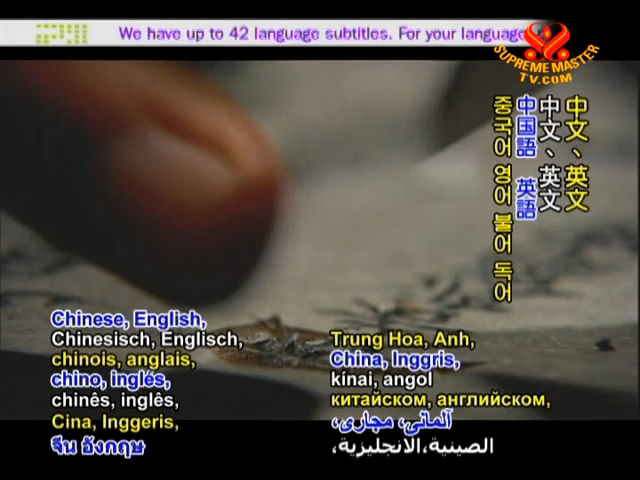 We have up to 42 language subtitles. For your language
SUPREME MASTER
TV.COM
中文、英文
中文、英文
中国語 英語
중국어 영어 불어 독어
Chinese, English,
Chinesisch, Englisch,
chinois, anglais,
chino, inglés,
chinês, inglês,
Cina, Inggeris,
จีน อังกฤษ
Trung Hoa, Anh,
China, Inggris,
kínai, angol
китайском, английском,
آلمانی، مجاری،
الصينية،الانجليزية،